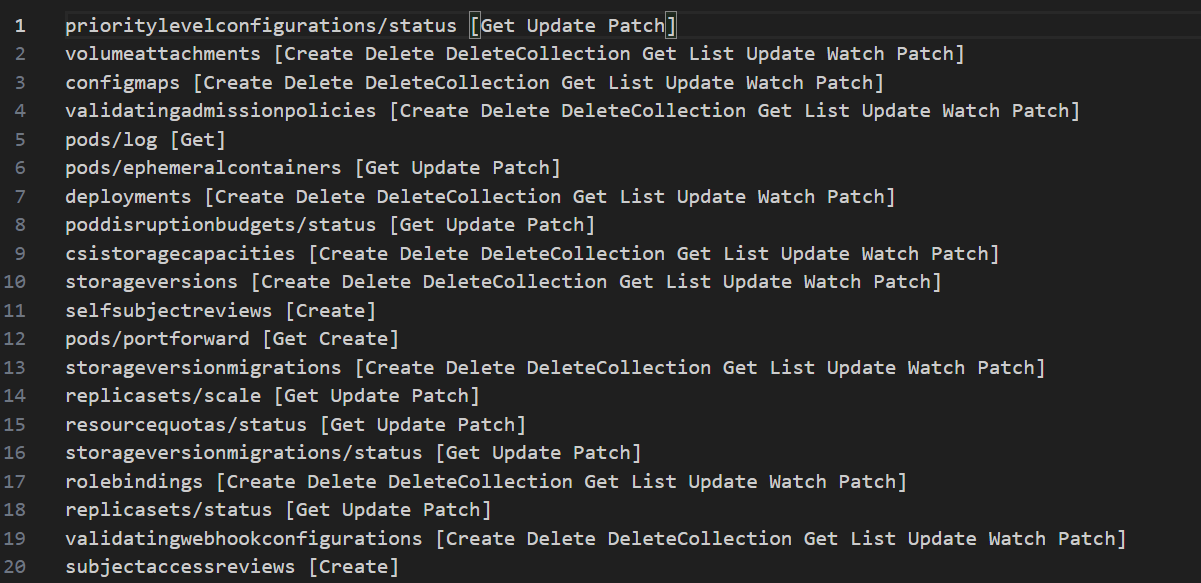 1 prioritylevelconfigurations/status [Get Update Patch]
2 volumeattachments [Create Delete DeleteCollection Get List Update Watch Patch]
3 configmaps [Create Delete DeleteCollection Get List Update Watch Patch]
4 validatingadmissionpolicies [Create Delete DeleteCollection Get List Update Watch Patch]
5 pods/log [Get]
6 pods/ephemeralcontainers [Get Update Patch]
7 deployments [Create Delete DeleteCollection Get List Update Watch Patch]
8 poddisruptionbudgets/status [Get Update Patch]
9 csistoragecapacities [Create Delete DeleteCollection Get List Update Watch Patch]
10 storageversions [Create Delete DeleteCollection Get List Update Watch Patch]
11 selfsubjectreviews [Create]
12 pods/portforward [Get Create]
13 storageversionmigrations [Create Delete DeleteCollection Get List Update Watch Patch]
14 replicasets/scale [Get Update Patch]
15 resourcequotas/status [Get Update Patch]
16 storageversionmigrations/status [Get Update Patch]
17 rolebindings [Create Delete DeleteCollection Get List Update Watch Patch]
18 replicasets/status [Get Update Patch]
19 validatingwebhookconfigurations [Create Delete DeleteCollection Get List Update Watch Patch]
20 subjectaccessreviews [Create]